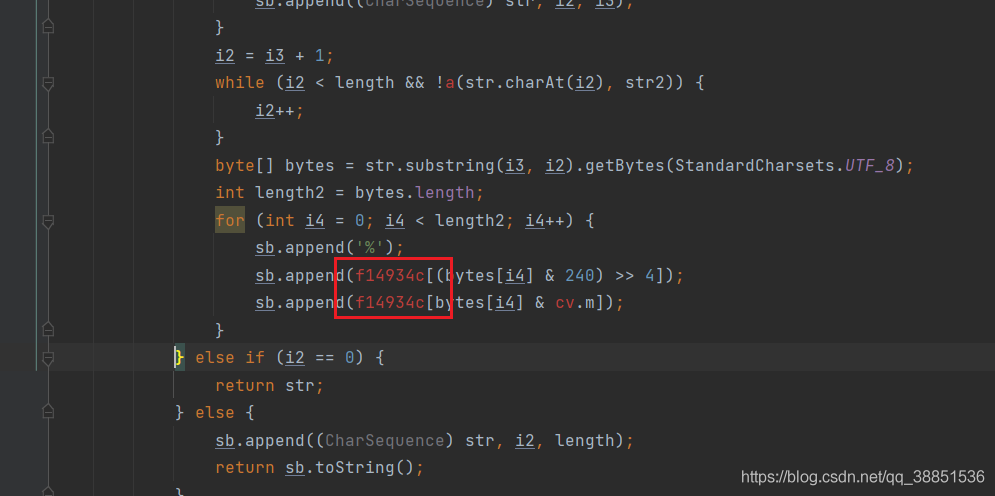 sb.append((CharSequence) str, i2, i3);
}
i2 = i3 + 1;
while (i2 < length && !a(str.charAt(i2), str2)) {
i2++;
}
byte[] bytes = str.substring(i3, i2).getBytes(StandardCharsets.UTF_8);
int length2 = bytes.length;
for (int i4 = 0; i4 < length2; i4++) {
sb.append('%');
sb.append(f14934c[(bytes[i4] & 240) >> 4]);
sb.append(f14934c[bytes[i4] & cv.m]);
}
} else if (i2 == 0) {
return str;
} else {
sb.append((CharSequence) str, i2, length);
return sb.toString();
}
https://blog.csdn.net/qq_38851536